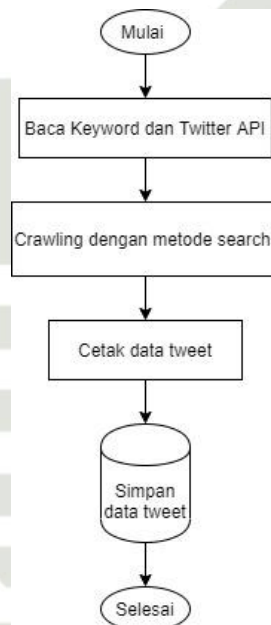 Mulai
Baca Keyword dan Twitter API
Crawling dengan metode search
Cetak data tweet
Simpan
data tweet
Selesai